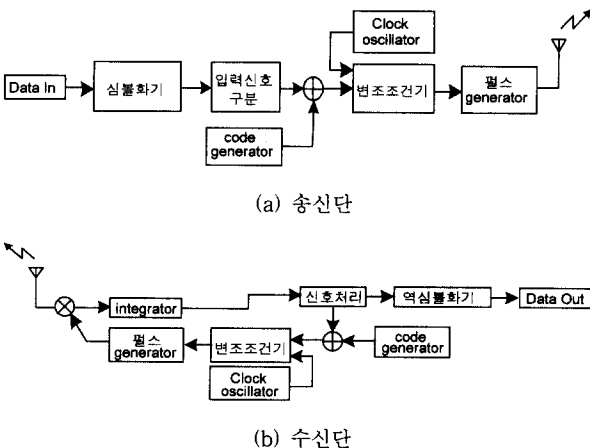 Clock
osciliator
Data In
심볼화기
입력신호
구분
변조조건기
펄스
generator
code
generator
(a) 송신단
integrator
신호처리
역심볼화기
Data Out
펄스
generator
변조조건기
code
generator
Clock
oscillator
(b) 수신단